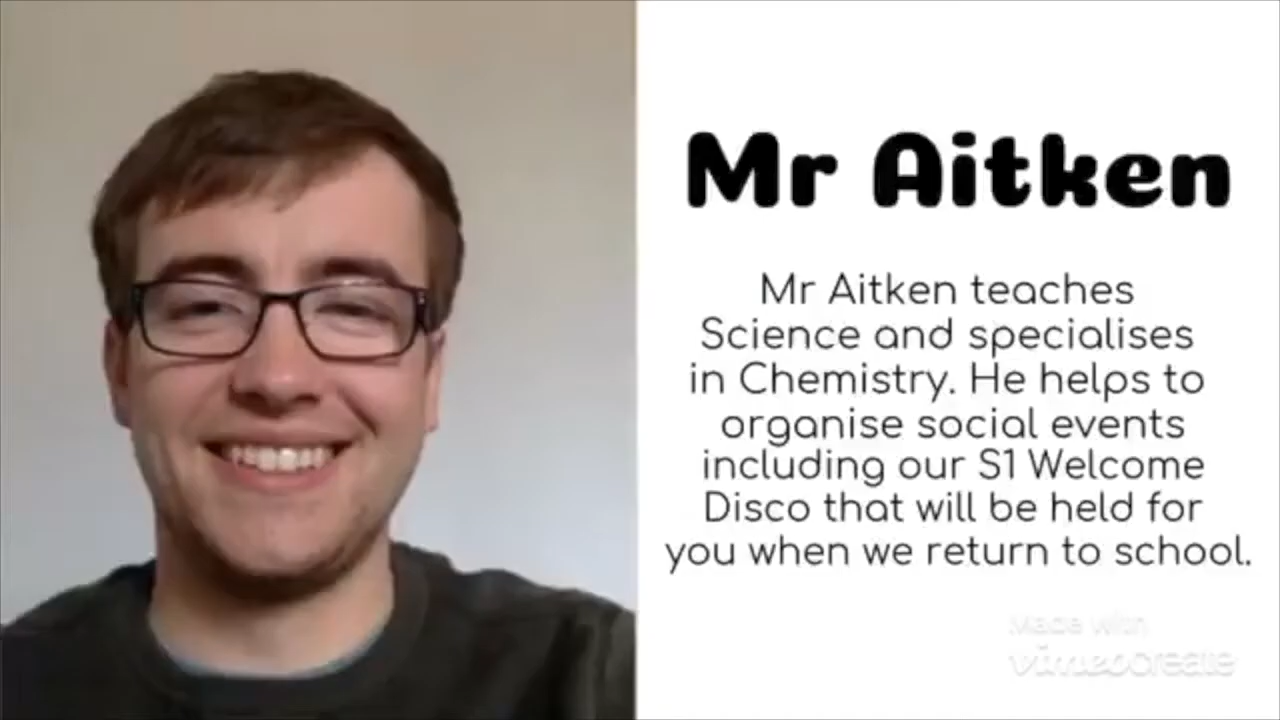 Mr Aitken
Mr Aitken teaches
Science and specialises
in Chemistry. He helps to
organise social events
including our S1 Welcome
Disco that will be held for
you when we return to school.
Made with
vimeocreate